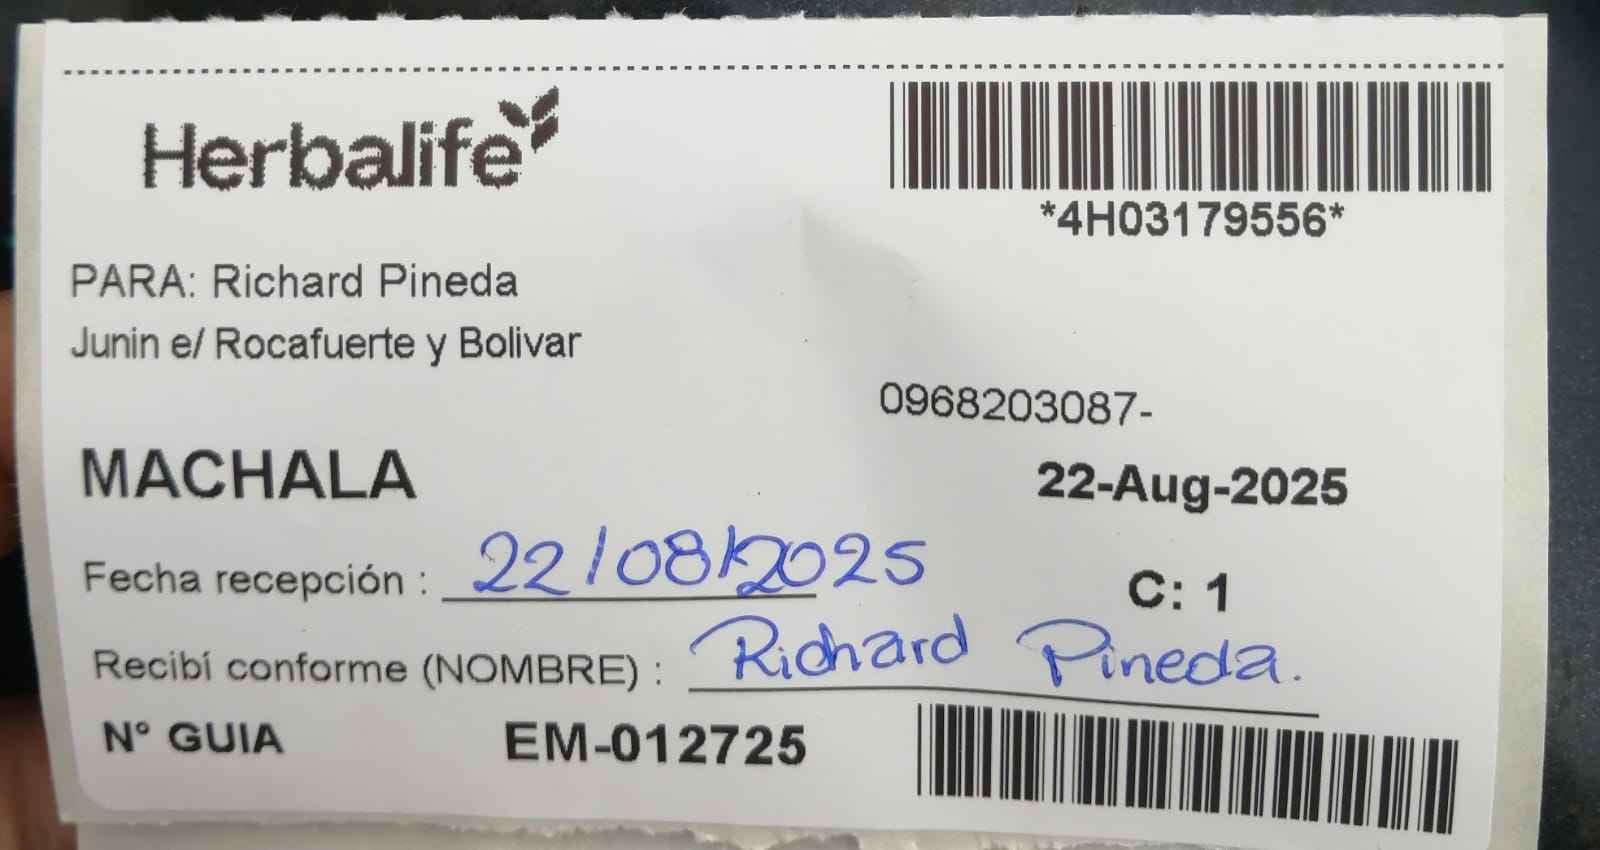 Herbalife
*4H03179556*
PARA: Richard Pineda
Junin e/ Rocafuerte y Bolivar
0968203087-
MACHALA
22-Aug-2025
Fecha recepción : 22/08/2025
C: 1
Recibí conforme (NOMBRE) : Richard Pineda.
N° GUIA EM-012725